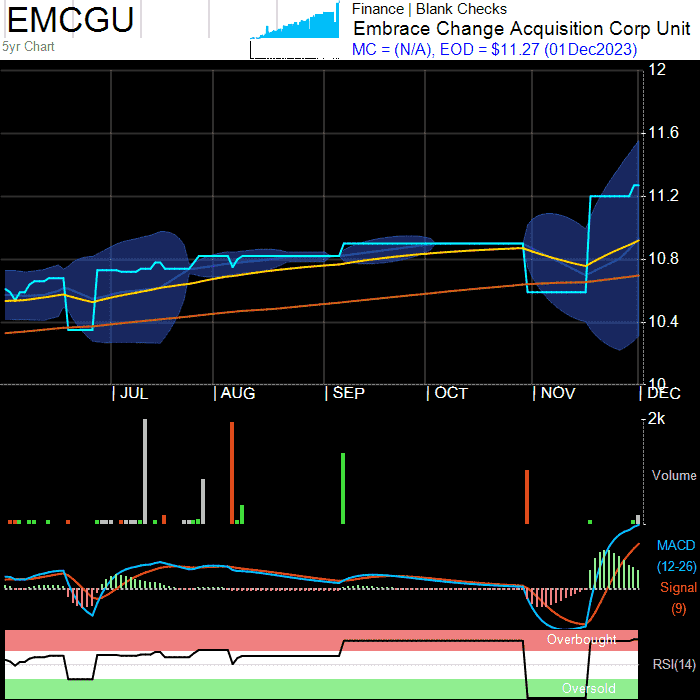 EMCGU
5yr Chart
Finance | Blank Checks
Embrace Change Acquisition Corp Unit
MC = (N/A), EOD = $11.27 (01Dec2023)
12
11.6
11.2
10.8
10.4
10
JUL AUG SEP OCT NOV DEC
2k
Volume
MACD
(12-26)
Signal
(9)
Overbought
RSI(14)
Oversold